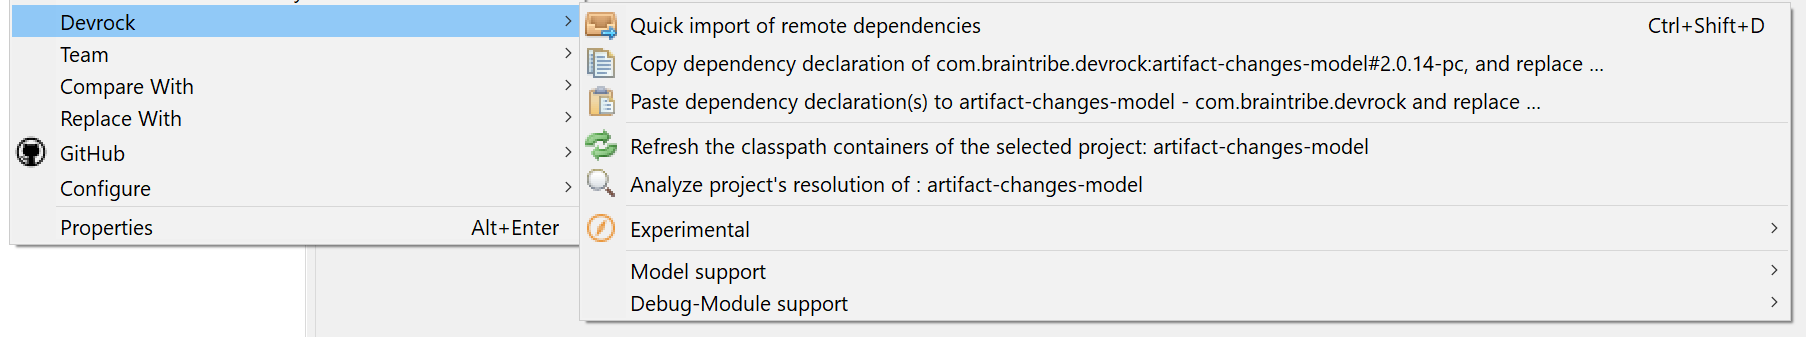 Devrock
Team
Compare With
Replace With
GitHub
Configure
Properties Alt+Enter
Quick import of remote dependencies Ctrl+Shift+D
Copy dependency declaration of com.braintribe.devrock:artifact-changes-model#2.0.14-pc, and replace ...
Paste dependency declaration(s) to artifact-changes-model - com.braintribe.devrock and replace ...
Refresh the classpath containers of the selected project: artifact-changes-model
Analyze project's resolution of : artifact-changes-model
Experimental
Model support
Debug-Module support